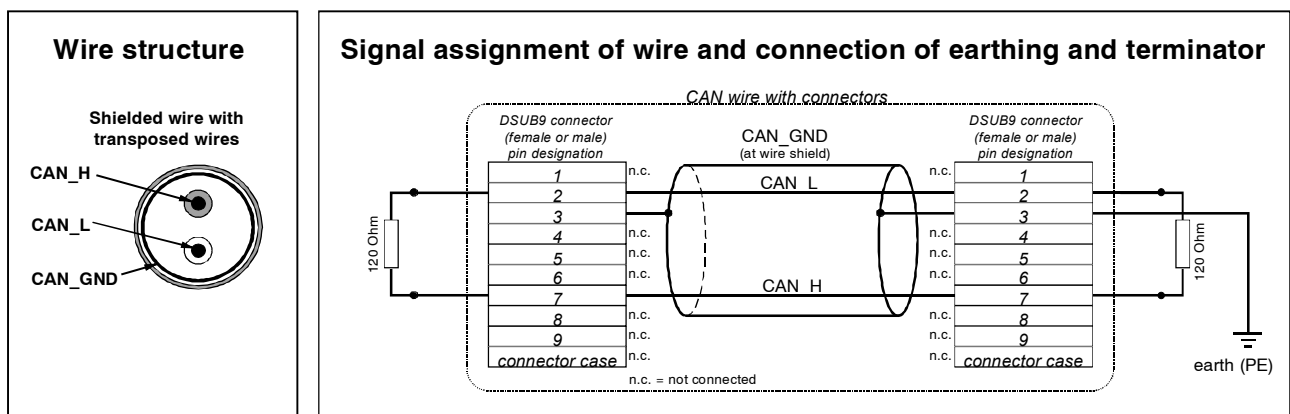 Wire structure
Shielded wire with
transposed wires
CAN_H
CAN_L
CAN_GND
Signal assignment of wire and connection of earthing and terminator
CAN wire with connectors
DSUB9 connector
(female or male)
pin designation
1
2
3
4
5
6
7
8
9
connector case
n.c.
n.c.
n.c.
n.c.
n.c.
n.c.
n.c.
120 Ohm
CAN_GND
(at wire shield)
CAN_L
CAN_H
n.c. = not connected
DSUB9 connector
(female or male)
pin designation
n.c.
n.c.
n.c.
n.c.
n.c.
n.c.
n.c.
1
2
3
4
5
6
7
8
9
connector case
120 Ohm
earth (PE)